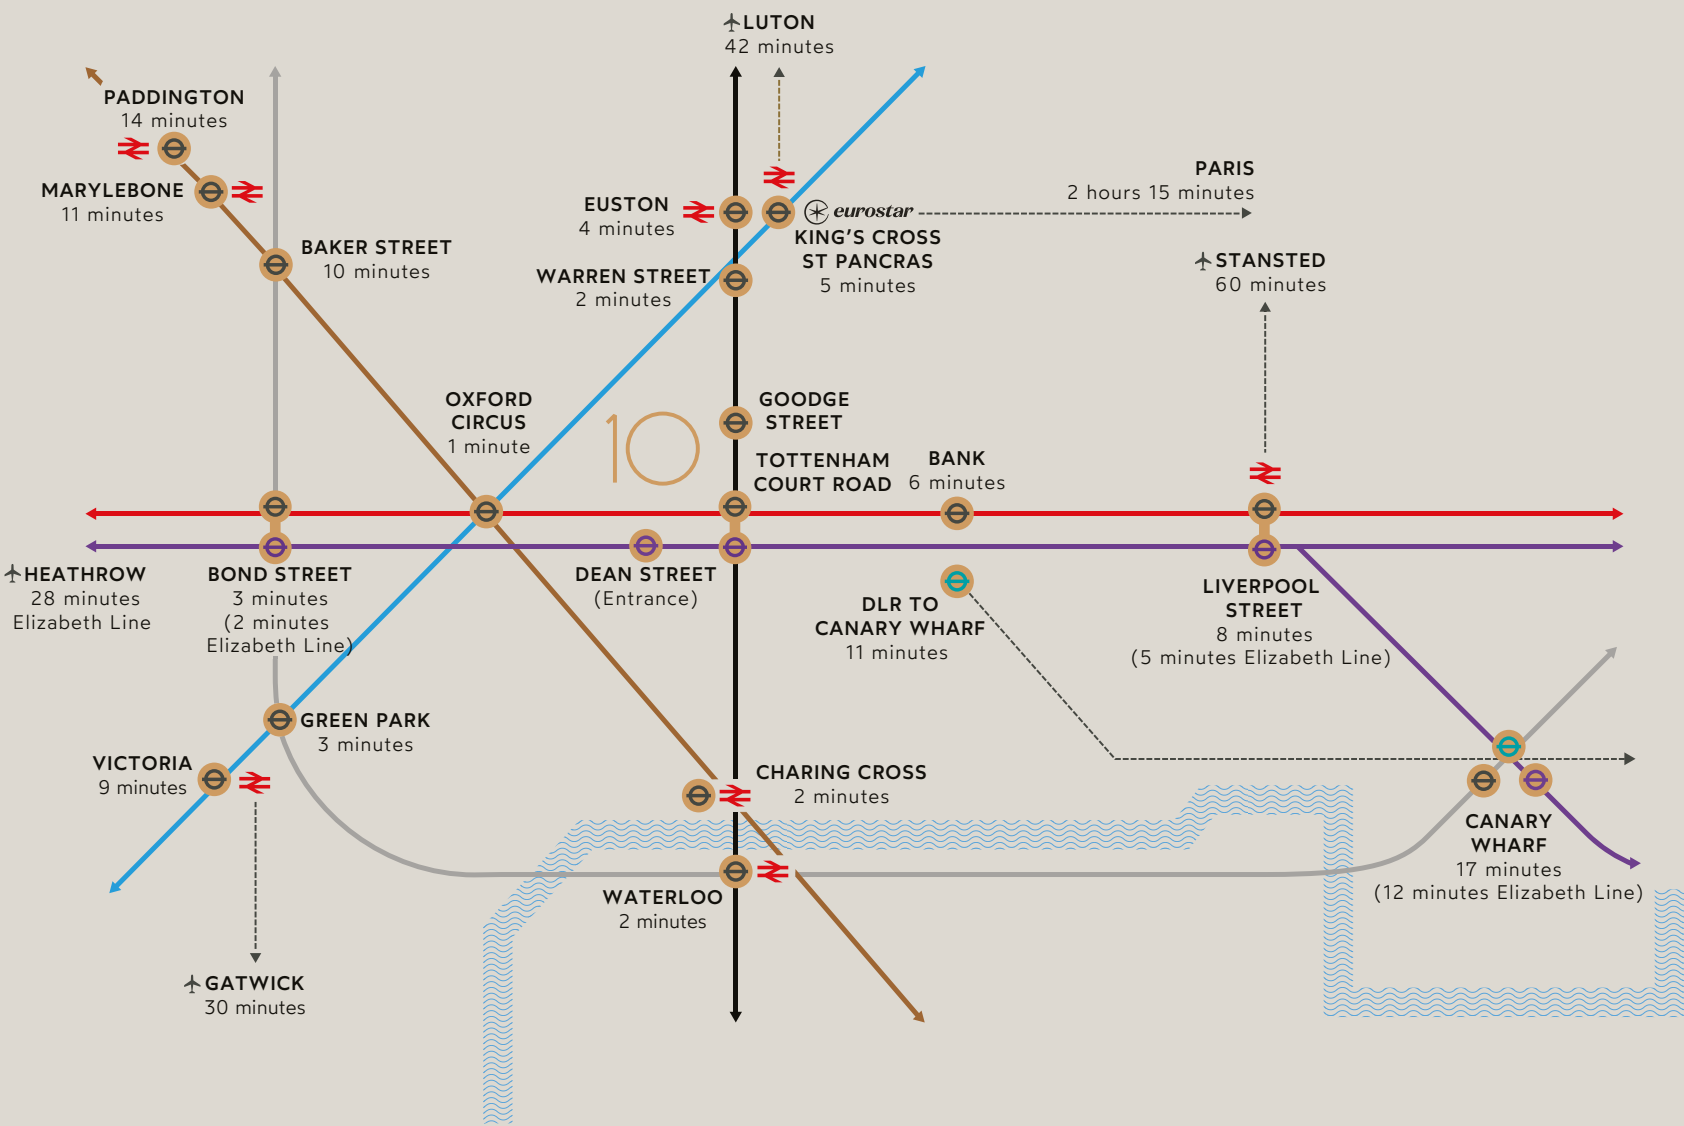 LUTON
42 minutes
PADDINGTON
14 minutes
MARYLEBONE
11 minutes
BAKER STREET
10 minutes
EUSTON
4 minutes
eurostar
KING'S CROSS
ST PANCRAS
5 minutes
PARIS
2 hours 15 minutes
WARREN STREET
2 minutes
STANSTED
60 minutes
OXFORD
CIRCUS
1 minute
10
GOODGE
STREET
TOTTENHAM
COURT ROAD
BANK
6 minutes
HEATHROW
28 minutes
Elizabeth Line
BOND STREET
3 minutes
(2 minutes
Elizabeth Line)
DEAN STREET
(Entrance)
DLR TO
CANARY WHARF
11 minutes
LIVERPOOL
STREET
8 minutes
(5 minutes Elizabeth Line)
GREEN PARK
3 minutes
VICTORIA
9 minutes
CHARING CROSS
2 minutes
WATERLOO
2 minutes
CANARY
WHARF
17 minutes
(12 minutes Elizabeth Line)
GATWICK
30 minutes